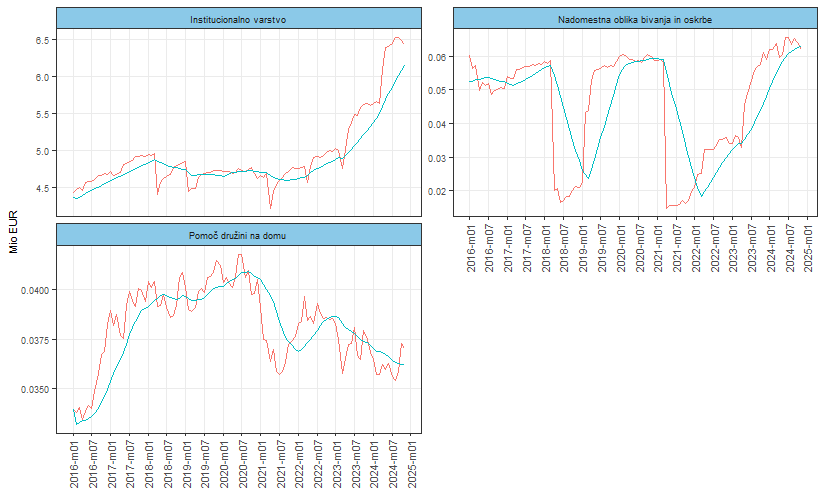 Institucionalno varstvo
Nadomestna oblika bivanja in oskrbe
6.5
6.0
5.5
5.0
4.5
0.06
0.05
0.04
0.03
0.02
2016-m01
2016-m07
2017-m01
2017-m07
2018-m01
2018-m07
2019-m01
2019-m07
2020-m01
2020-m07
2021-m01
2021-m07
2022-m01
2022-m07
2023-m01
2023-m07
2024-m01
2024-m07
2025-m01
Mio EUR
Pomoč družini na domu
0.0400
0.0375
0.0350
2016-m01
2016-m07
2017-m01
2017-m07
2018-m01
2018-m07
2019-m01
2019-m07
2020-m01
2020-m07
2021-m01
2021-m07
2022-m01
2022-m07
2023-m01
2023-m07
2024-m01
2024-m07
2025-m01